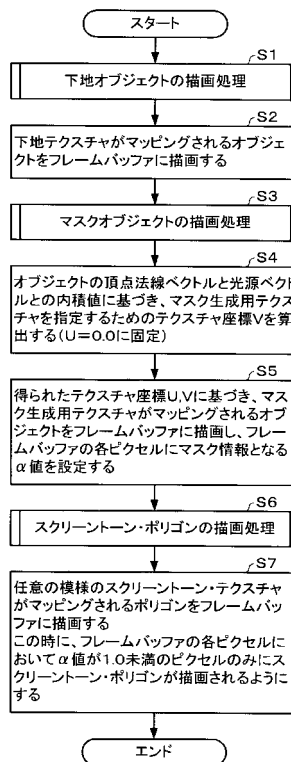 スタート
S1
下地オブジェクトの描画処理
S2
下地テクスチャがマッピングされるオブジェ
クトをフレームバッファに描画する
S3
マスクオブジェクトの描画処理
S4
オブジェクトの頂点法線ベクトルと光源ベク
トルとの内積値に基づき、マスク生成用テクス
チャを指定するためのテクスチャ座標Vを算
出する(U=0.0に固定)
S5
得られたテクスチャ座標U,Vに基づき、マス
ク生成用テクスチャがマッピングされるオブ
ジェクトをフレームバッファに描画し、フレー
ムバッファの各ピクセルにマスク情報となる
α値を設定する
S6
スクリーントーン・ポリゴンの描画処理
S7
任意の模様のスクリーントーン・テクスチャ
がマッピングされるポリゴンをフレームバッ
ファに描画する
この時に、フレームバッファの各ピクセルに
おいてα値が1.0未満のピクセルのみにス
クリーントーン・ポリゴンが描画されるように
する
エンド